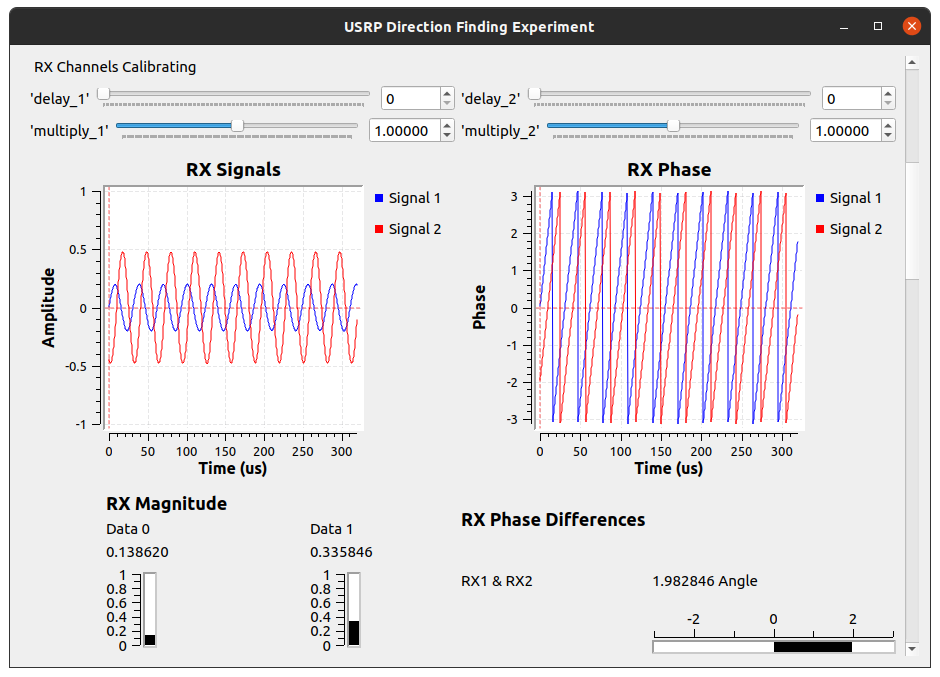 USRP Direction Finding Experiment
RX Channels Calibrating
'delay_1' 0 'delay_2' 0
'multiply_1' 1.00000 'multiply_2' 1.00000
RX Signals
Amplitude
1
0.5
0
-0.5
-1
0 50 100 150 200 250 300
Time (us)
Signal 1
Signal 2
RX Phase
Phase
3
2
1
0
-1
-2
-3
0 50 100 150 200 250 300
Time (us)
Signal 1
Signal 2
RX Magnitude
Data 0
0.138620
1
0.8
0.6
0.4
0.2
0
Data 1
0.335846
1
0.8
0.6
0.4
0.2
0
RX Phase Differences
RX1 & RX2 1.982846 Angle
-2 0 2